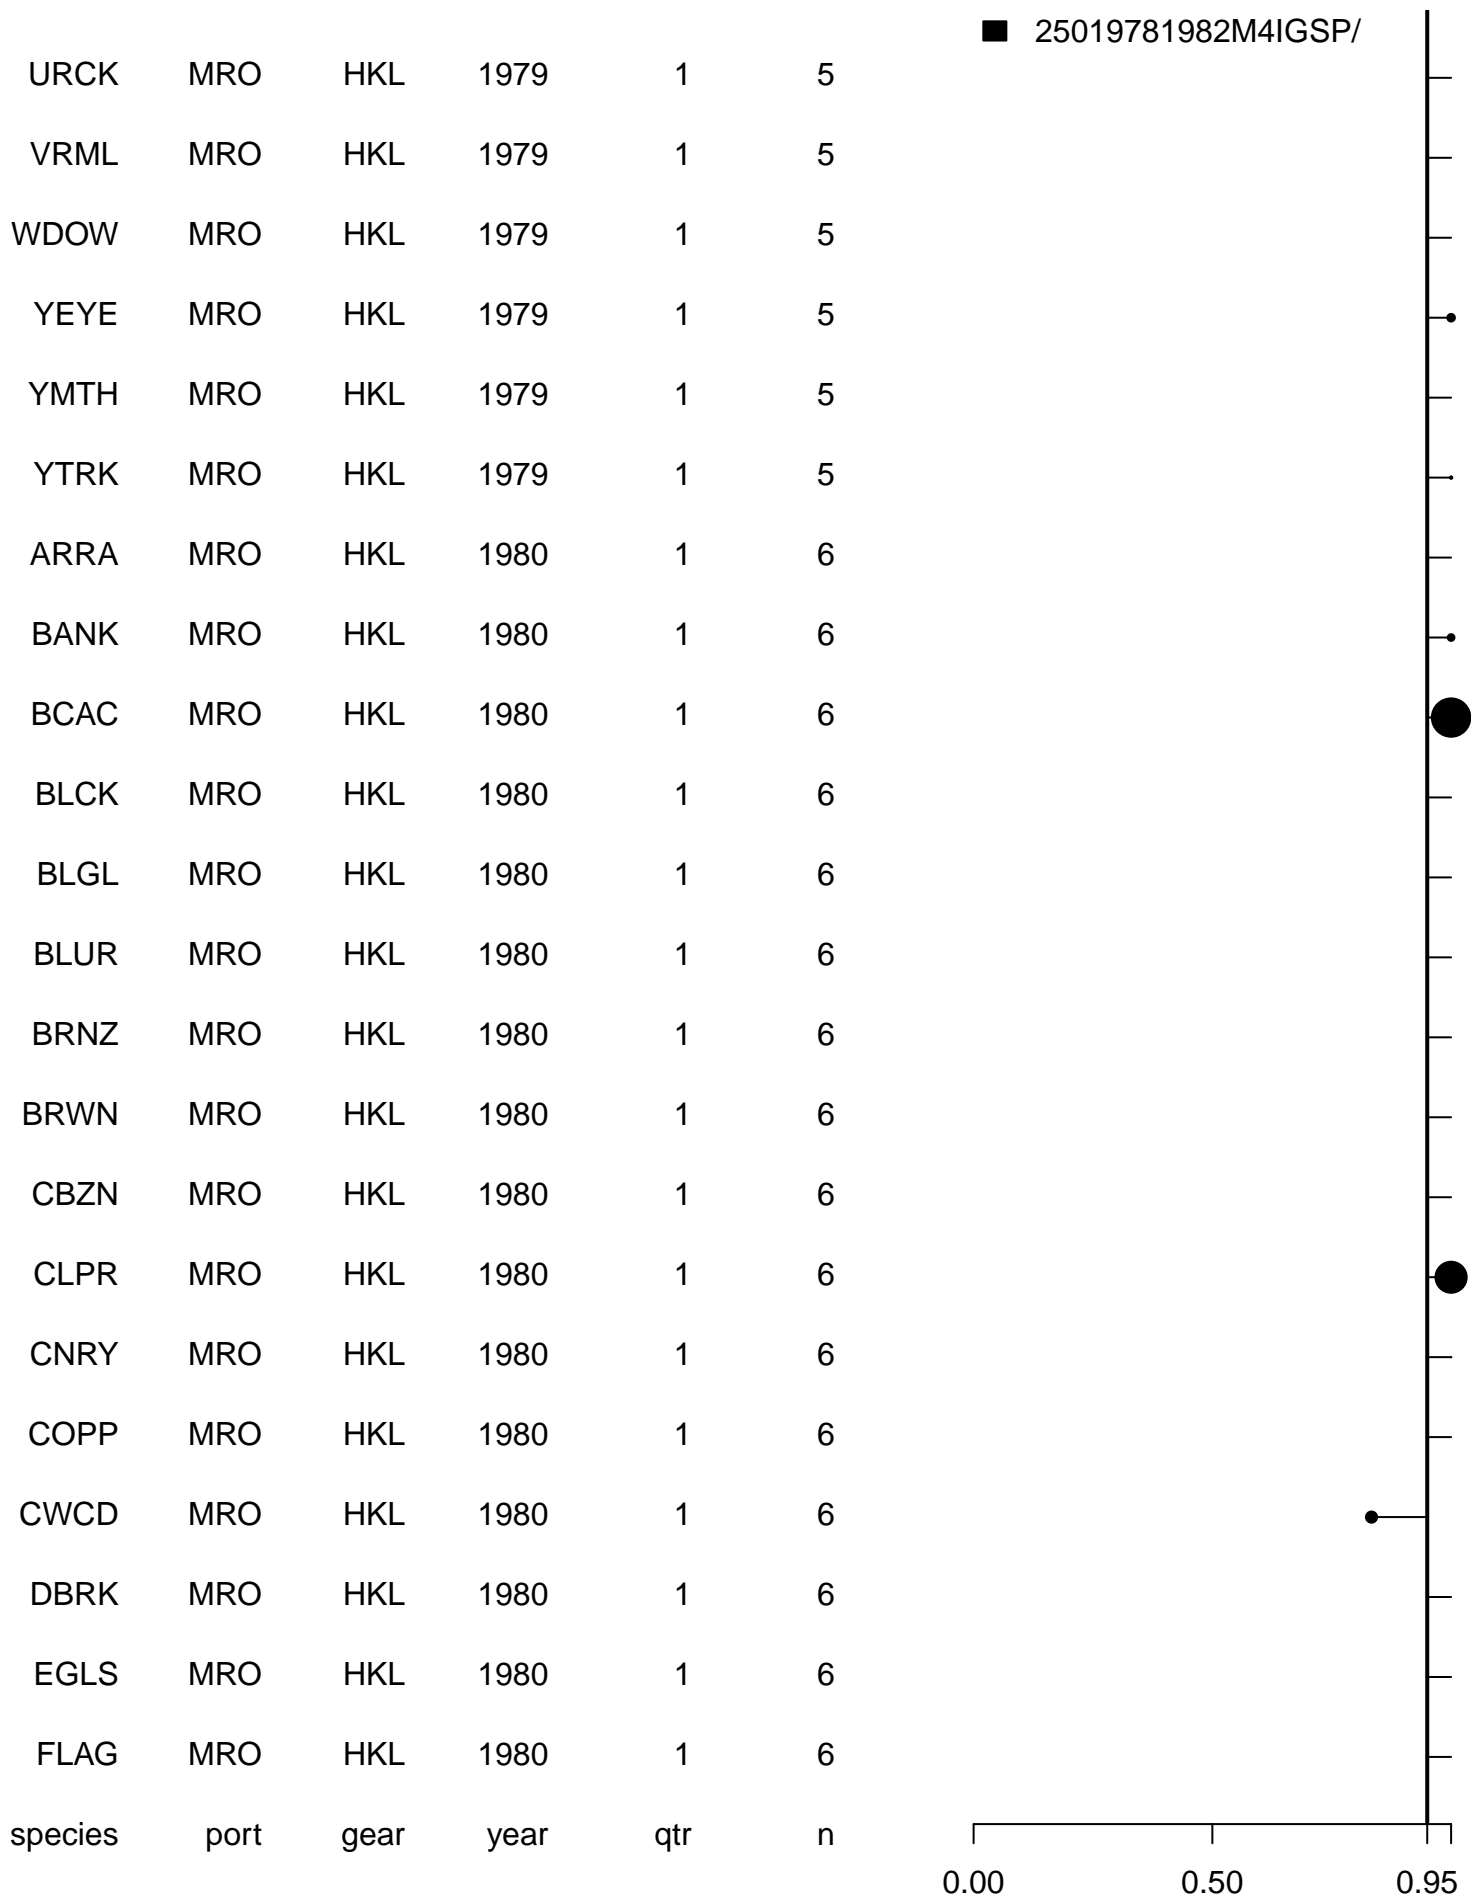 25019781982M4IGSP/
URCK MRO HKL 1979 1 5
VRML MRO HKL 1979 1 5
WDOW MRO HKL 1979 1 5
YEYE MRO HKL 1979 1 5
YMTH MRO HKL 1979 1 5
YTRK MRO HKL 1979 1 5
ARRA MRO HKL 1980 1 6
BANK MRO HKL 1980 1 6
BCAC MRO HKL 1980 1 6
BLCK MRO HKL 1980 1 6
BLGL MRO HKL 1980 1 6
BLUR MRO HKL 1980 1 6
BRNZ MRO HKL 1980 1 6
BRWN MRO HKL 1980 1 6
CBZN MRO HKL 1980 1 6
CLPR MRO HKL 1980 1 6
CNRY MRO HKL 1980 1 6
COPP MRO HKL 1980 1 6
CWCD MRO HKL 1980 1 6
DBRK MRO HKL 1980 1 6
EGLS MRO HKL 1980 1 6
FLAG MRO HKL 1980 1 6
species port gear year qtr n
0.00 0.50 0.95